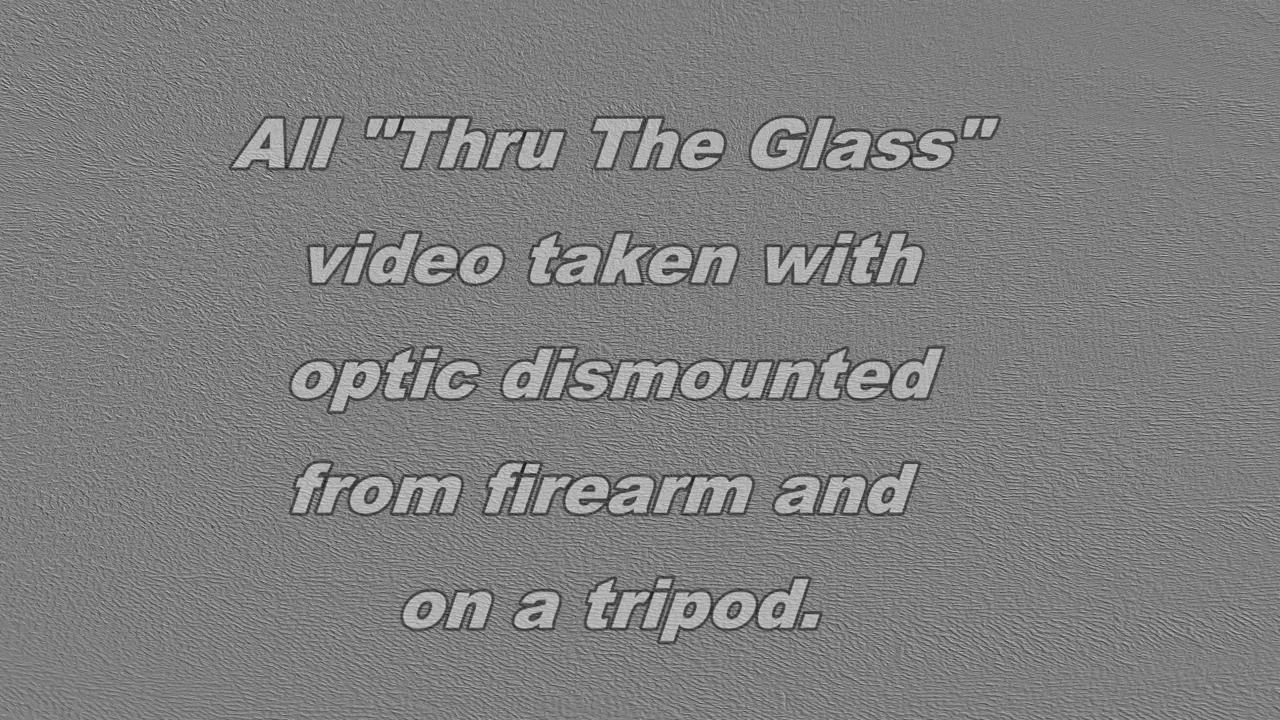 All "Thru The Glass"
video taken with
optic dismounted
from firearm and
on a tripod.